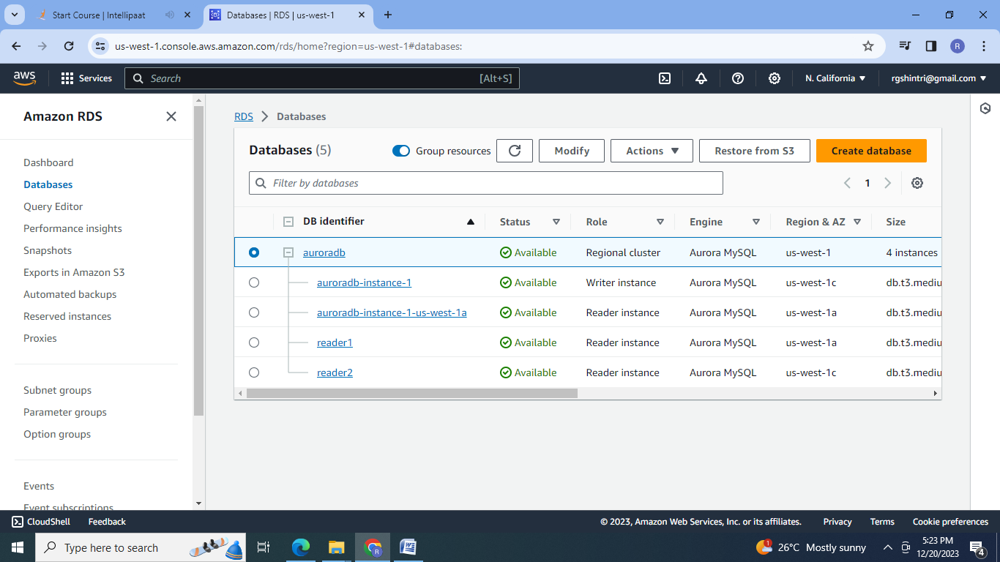 Start Course | Intellipaat
Databases | RDS | us-west-1
us-west-1.console.aws.amazon.com/rds/home?region=us-west-1#databases:
R
aws
Services
Search
[Alt+S]
N. California
rgshintri@gmail.com
Amazon RDS
Dashboard
Databases
Query Editor
Performance insights
Snapshots
Exports in Amazon S3
Automated backups
Reserved instances
Proxies
Subnet groups
Parameter groups
Option groups
Events
Event subscriptions
RDS > Databases
Databases (5)
Group resources
Modify
Actions
Restore from S3
Create database
Filter by databases
1
DB identifier Status Role Engine Region & AZ Size
auroradb Available Regional cluster Aurora MySQL us-west-1 4 instances
auroradb-instance-1 Available Writer instance Aurora MySQL us-west-1c db.t3.mediu
auroradb-instance-1-us-west-1a Available Reader instance Aurora MySQL us-west-1a db.t3.mediu
reader1 Available Reader instance Aurora MySQL us-west-1a db.t3.mediu
reader2 Available Reader instance Aurora MySQL us-west-1c db.t3.mediu
CloudShell Feedback © 2023, Amazon Web Services, Inc. or its affiliates. Privacy Terms Cookie preferences
Type here to search
1
26°C Mostly sunny
5:23 PM
12/20/2023
4